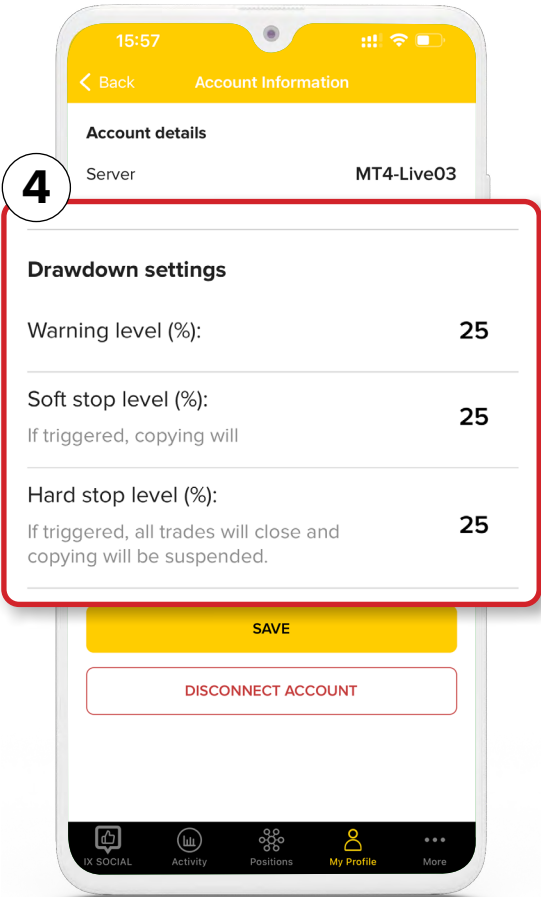 15:57
Back
Account Information
Account details
Server MT4-Live03
4
Drawdown settings
Warning level (%): 25
Soft stop level (%): 25
If triggered, copying will
Hard stop level (%): 25
If triggered, all trades will close and
copying will be suspended.
SAVE
DISCONNECT ACCOUNT
IX SOCIAL Activity Positions My Profile More